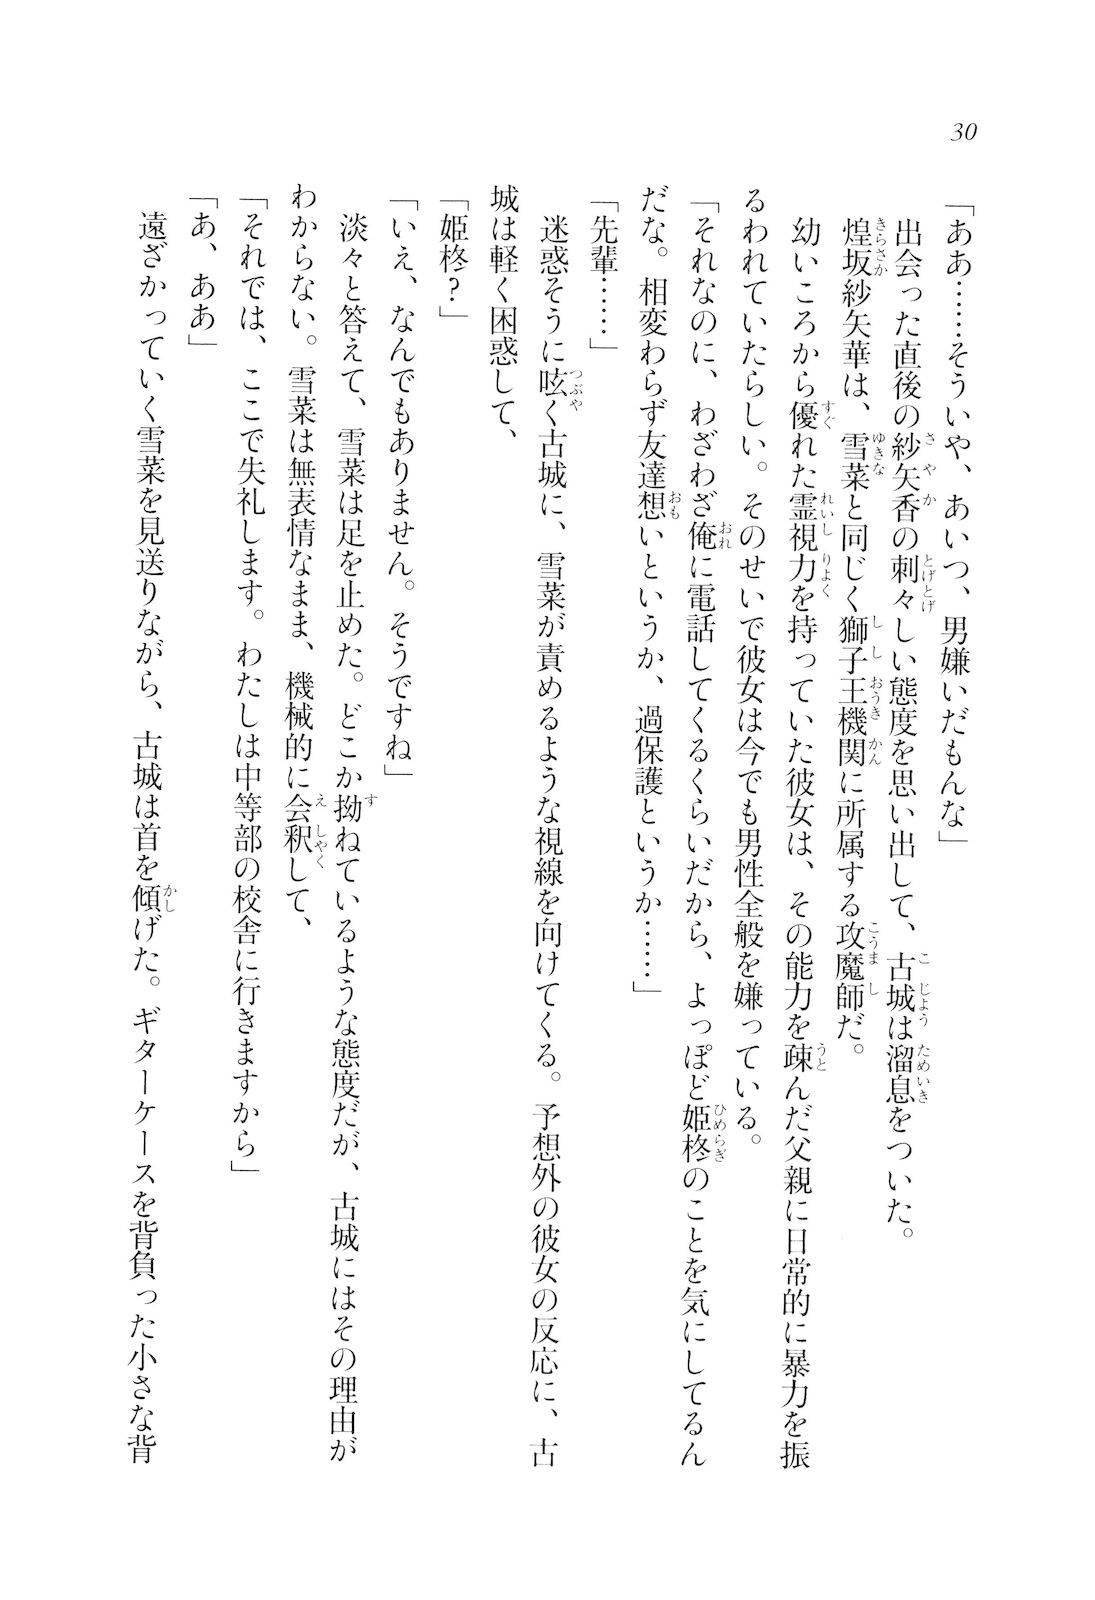 30
「ああ……そういや、あいつ、男嫌いだもんな」
出会った直後の紗矢香の刺々しい態度を思い出して、古城は溜息をついた。
煌坂紗矢華は、雪菜と同じく獅子王機関に所属する攻魔師だ。
幼いころから優れた霊視力を持っていた彼女は、その能力を疎んだ父親に日常的に暴力を振
るわれていたらしい。そのせいで彼女は今でも男性全般を嫌っている。
「それなのに、わざわざ俺に電話してくるくらいだから、よっぽど姫柊のことを気にしてるん
だな。相変わらず友達想いというか、過保護というか……」
「先輩……」
迷惑そうに呟く古城に、雪菜が責めるような視線を向けてくる。予想外の彼女の反応に、古
城は軽く困惑して、
「姫柊?」
「いえ、なんでもありません。そうですね」
淡々と答えて、雪菜は足を止めた。どこか拗ねているような態度だが、古城にはその理由が
わからない。雪菜は無表情なまま、機械的に会釈して、
「それでは、ここで失礼します。わたしは中等部の校舎に行きますから」
「あ、ああ」
遠ざかっていく雪菜を見送りながら、古城は首を傾げた。ギターケースを背負った小さな背